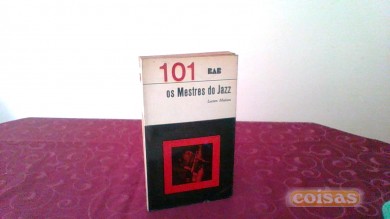 101 EAE
os Mestres do Jazz
coisas